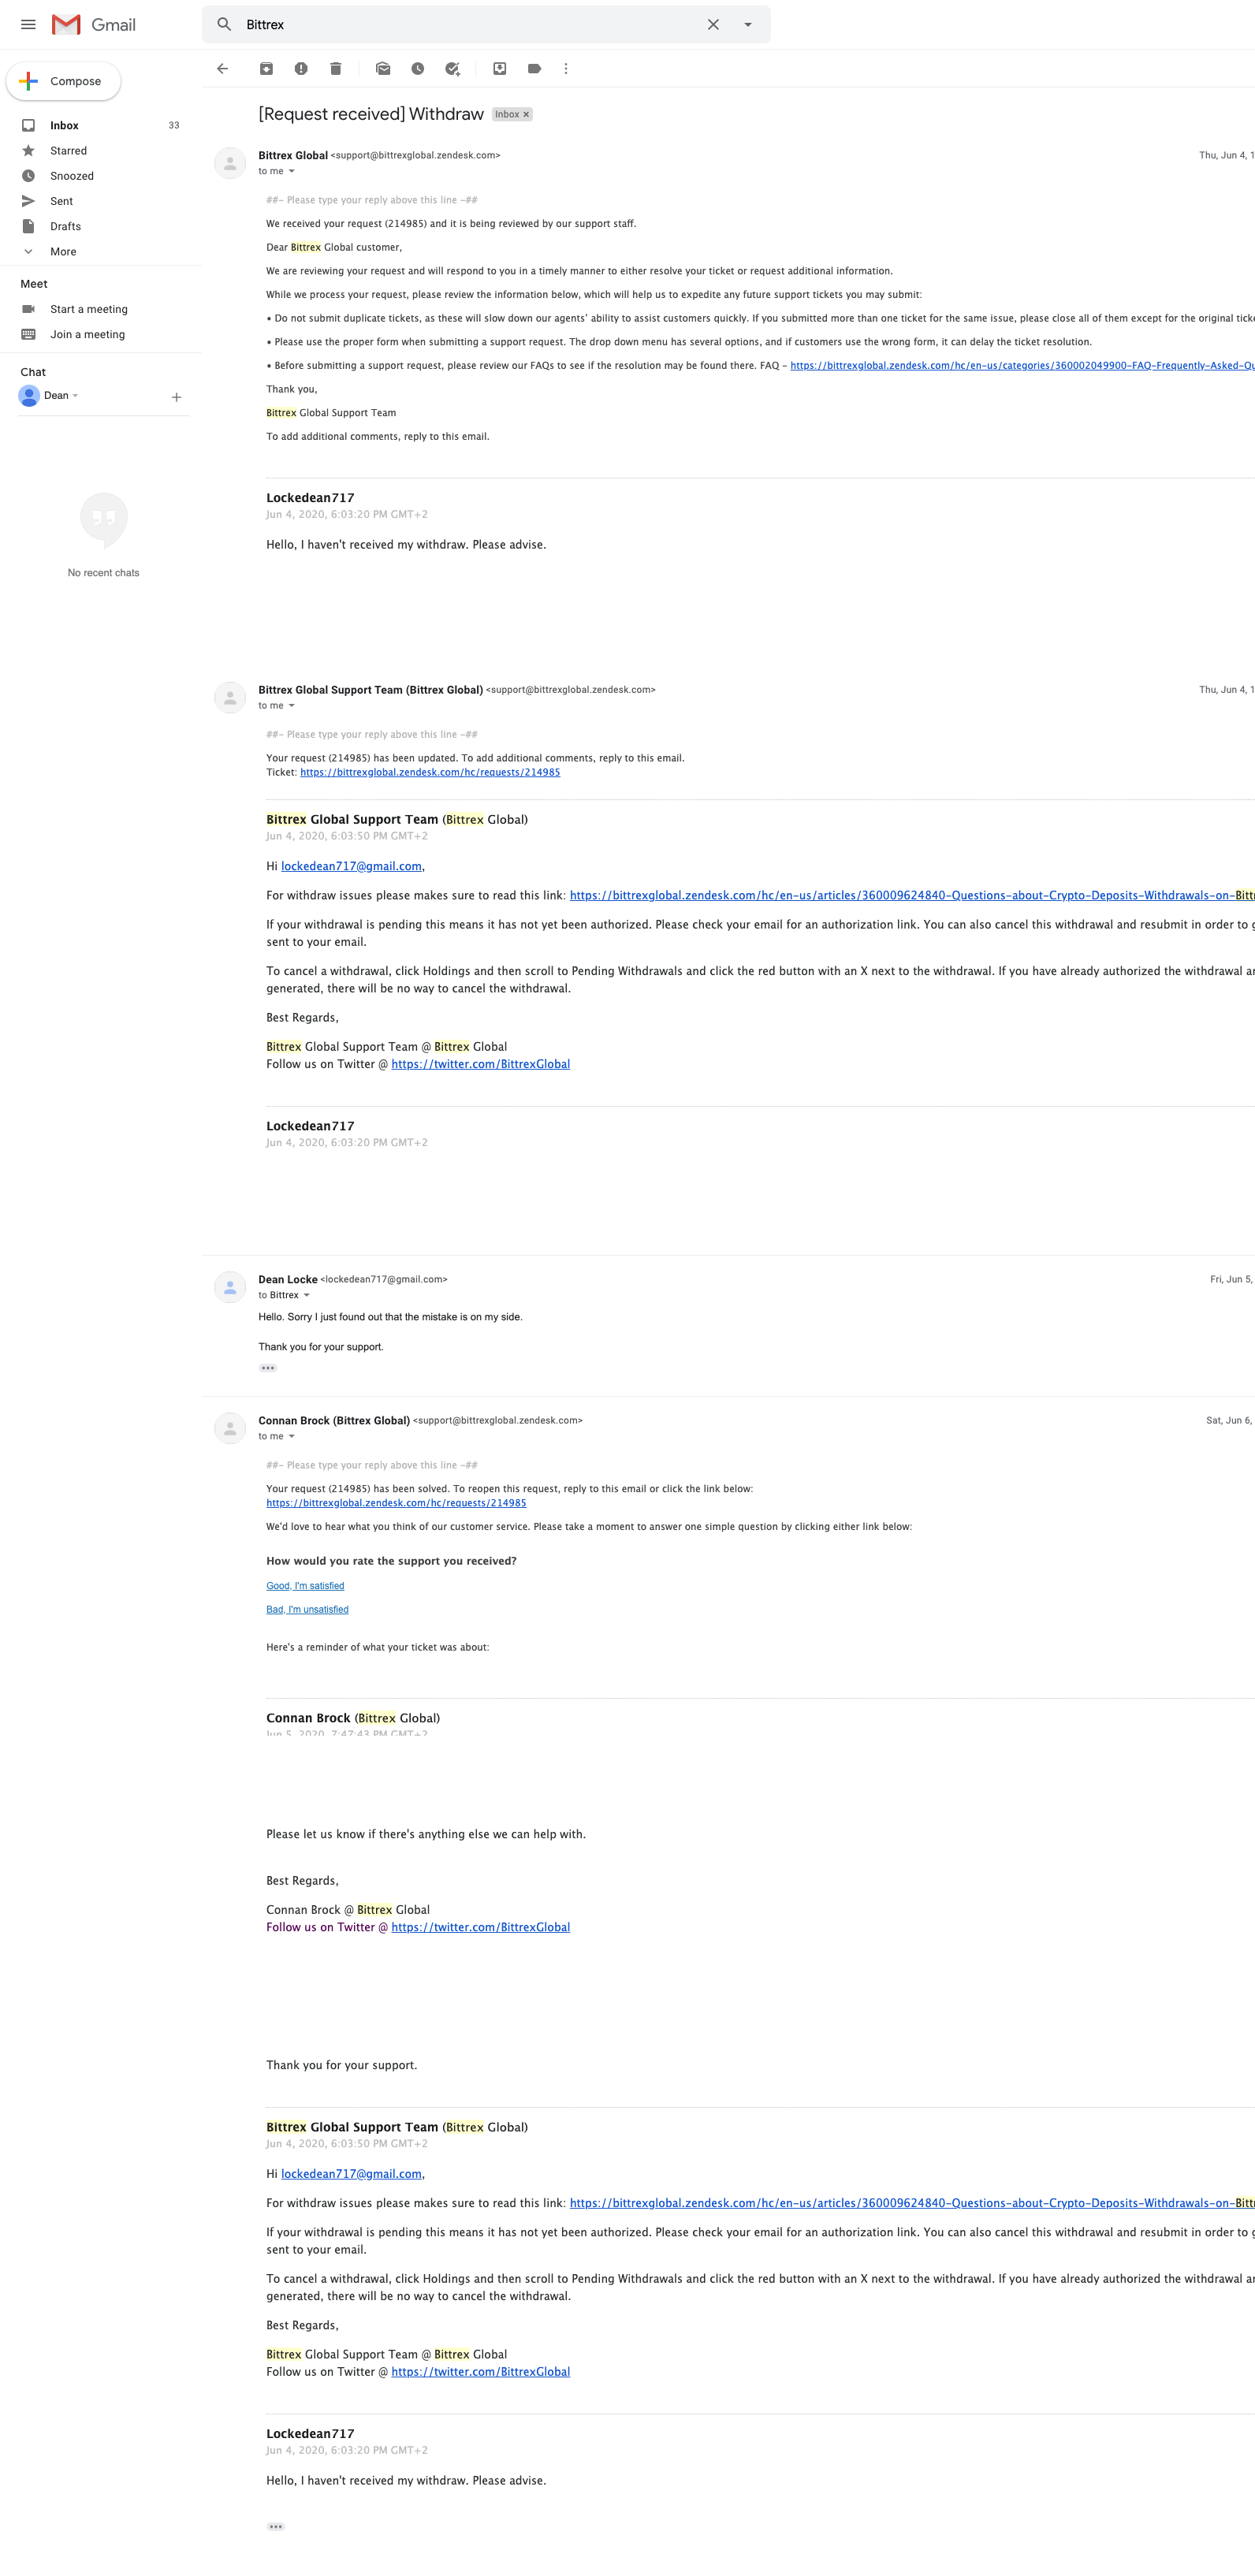 Gmail
Bittrex
Compose
Inbox 33
Starred
Snoozed
Sent
Drafts
More
Meet
Start a meeting
Join a meeting
Chat
Dean
No recent chats
[Request received] Withdraw Inbox x
Bittrex Global <support@bittrexglobal.zendesk.com> Thu, Jun 4, 1
to me
##- Please type your reply above this line -##
We received your request (214985) and it is being reviewed by our support staff.
Dear Bittrex Global customer,
We are reviewing your request and will respond to you in a timely manner to either resolve your ticket or request additional information.
While we process your request, please review the information below, which will help us to expedite any future support tickets you may submit:
• Do not submit duplicate tickets, as these will slow down our agents' ability to assist customers quickly. If you submitted more than one ticket for the same issue, please close all of them except for the original ticke
• Please use the proper form when submitting a support request. The drop down menu has several options, and if customers use the wrong form, it can delay the ticket resolution.
• Before submitting a support request, please review our FAQs to see if the resolution may be found there. FAQ - https://bittrexglobal.zendesk.com/hc/en-us/categories/360002049900-FAQ-Frequently-Asked-Qu
Thank you,
Bittrex Global Support Team
To add additional comments, reply to this email.
Lockedean717
Jun 4, 2020, 6:03:20 PM GMT+2
Hello, I haven't received my withdraw. Please advise.
Bittrex Global Support Team (Bittrex Global) <support@bittrexglobal.zendesk.com> Thu, Jun 4, 1
to me
##- Please type your reply above this line -##
Your request (214985) has been updated. To add additional comments, reply to this email.
Ticket: https://bittrexglobal.zendesk.com/hc/requests/214985
Bittrex Global Support Team (Bittrex Global)
Jun 4, 2020, 6:03:50 PM GMT+2
Hi lockedean717@gmail.com,
For withdraw issues please makes sure to read this link: https://bittrexglobal.zendesk.com/hc/en-us/articles/360009624840-Questions-about-Crypto-Deposits-Withdrawals-on-Bittr
If your withdrawal is pending this means it has not yet been authorized. Please check your email for an authorization link. You can also cancel this withdrawal and resubmit in order to g
sent to your email.
To cancel a withdrawal, click Holdings and then scroll to Pending Withdrawals and click the red button with an X next to the withdrawal. If you have already authorized the withdrawal an
generated, there will be no way to cancel the withdrawal.
Best Regards,
Bittrex Global Support Team @ Bittrex Global
Follow us on Twitter @ https://twitter.com/BittrexGlobal
Lockedean717
Jun 4, 2020, 6:03:20 PM GMT+2
Dean Locke <lockedean717@gmail.com> Fri, Jun 5,
to Bittrex
Hello. Sorry I just found out that the mistake is on my side.
Thank you for your support.
Connan Brock (Bittrex Global) <support@bittrexglobal.zendesk.com> Sat, Jun 6,
to me
##- Please type your reply above this line -##
Your request (214985) has been solved. To reopen this request, reply to this email or click the link below:
https://bittrexglobal.zendesk.com/hc/requests/214985
We'd love to hear what you think of our customer service. Please take a moment to answer one simple question by clicking either link below:
How would you rate the support you received?
Good, I'm satisfied
Bad, I'm unsatisfied
Here's a reminder of what your ticket was about:
Connan Brock (Bittrex Global)
Jun 5, 2020, 7:47:43 PM GMT+2
Please let us know if there's anything else we can help with.
Best Regards,
Connan Brock @ Bittrex Global
Follow us on Twitter @ https://twitter.com/BittrexGlobal
Thank you for your support.
Bittrex Global Support Team (Bittrex Global)
Jun 4, 2020, 6:03:50 PM GMT+2
Hi lockedean717@gmail.com,
For withdraw issues please makes sure to read this link: https://bittrexglobal.zendesk.com/hc/en-us/articles/360009624840-Questions-about-Crypto-Deposits-Withdrawals-on-Bittr
If your withdrawal is pending this means it has not yet been authorized. Please check your email for an authorization link. You can also cancel this withdrawal and resubmit in order to g
sent to your email.
To cancel a withdrawal, click Holdings and then scroll to Pending Withdrawals and click the red button with an X next to the withdrawal. If you have already authorized the withdrawal an
generated, there will be no way to cancel the withdrawal.
Best Regards,
Bittrex Global Support Team @ Bittrex Global
Follow us on Twitter @ https://twitter.com/BittrexGlobal
Lockedean717
Jun 4, 2020, 6:03:20 PM GMT+2
Hello, I haven't received my withdraw. Please advise.